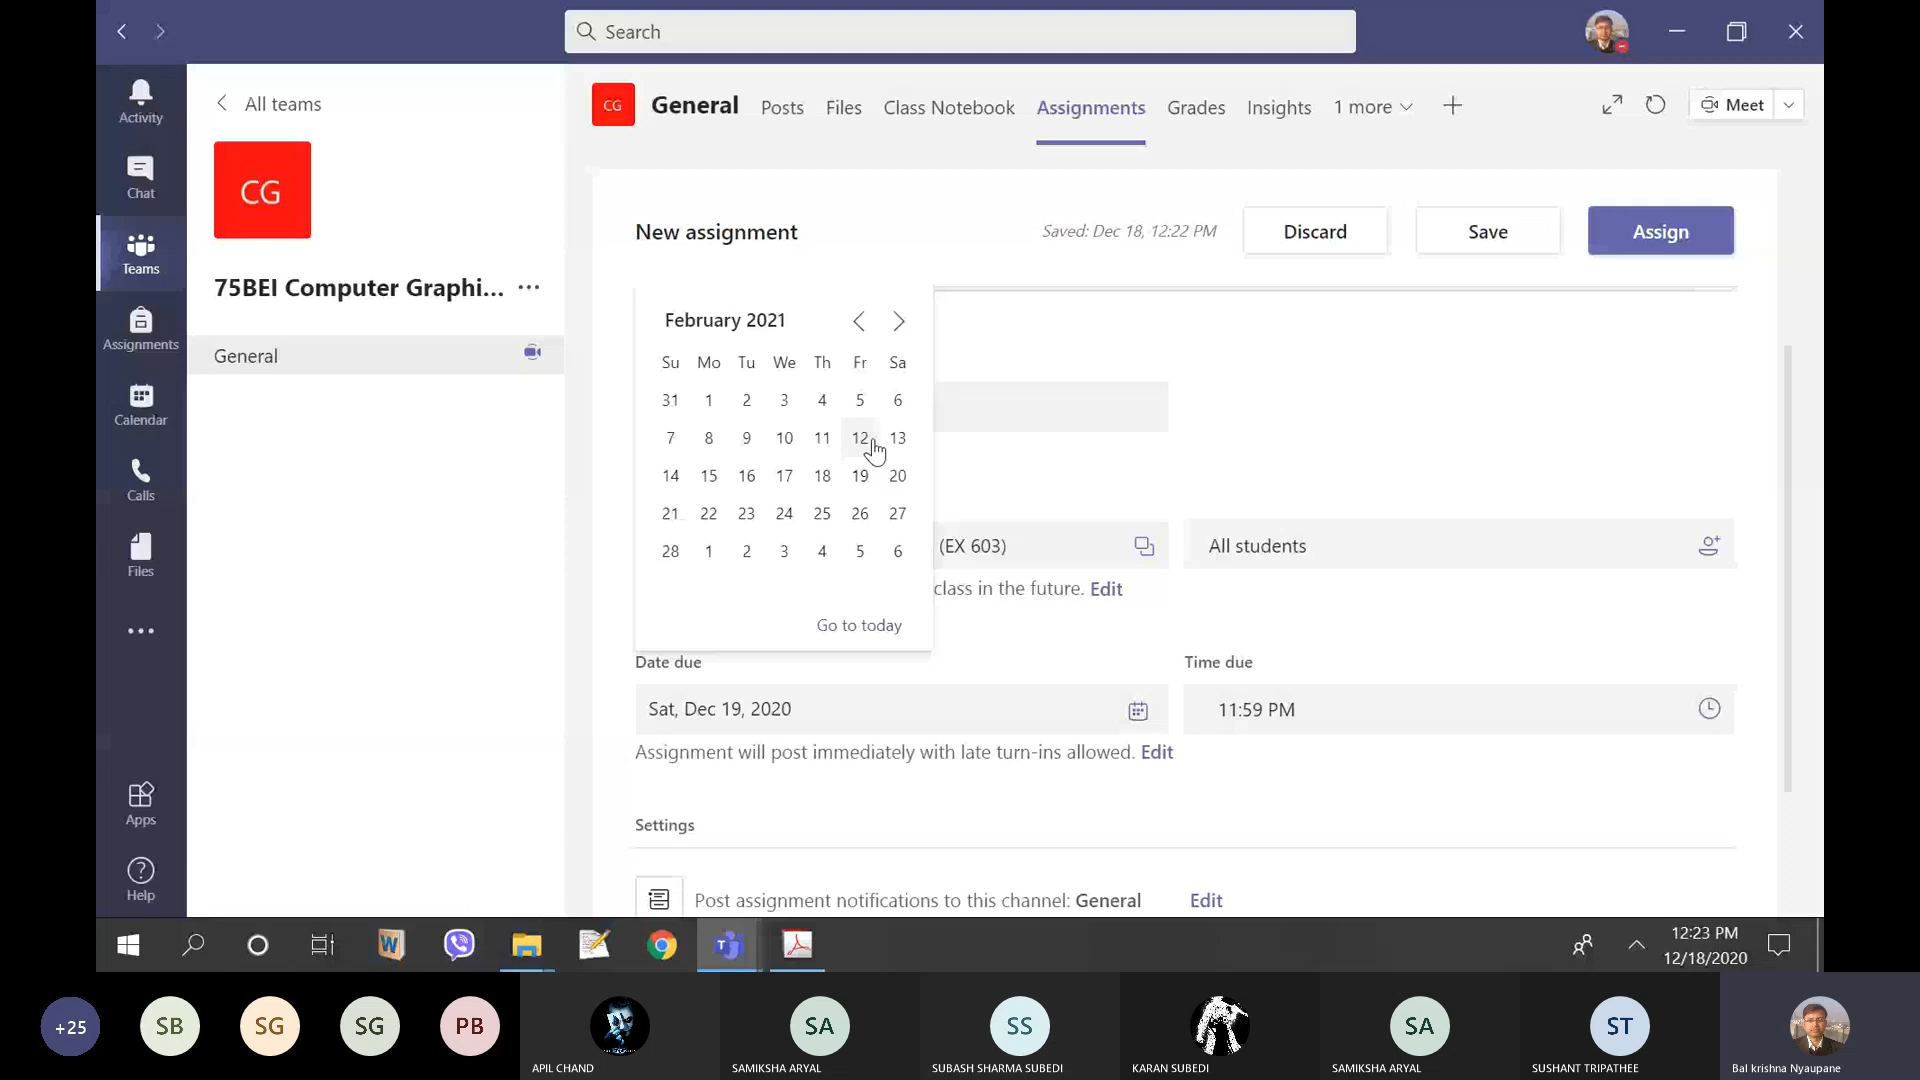 Search
Activity
Chat
Teams
Assignments
Calendar
Calls
Files
Apps
Help
All teams
CG
75BEI Computer Graphi... ...
General
CG
General
Posts
Files
Class Notebook
Assignments
Grades
Insights
1 more
Meet
New assignment
Saved: Dec 18, 12:22 PM
Discard
Save
Assign
February 2021
Su Mo Tu We Th Fr Sa
31 1 2 3 4 5 6
7 8 9 10 11 12 13
14 15 16 17 18 19 20
21 22 23 24 25 26 27
28 1 2 3 4 5 6
Go to today
(EX 603)
All students
class in the future. Edit
Date due
Time due
Sat, Dec 19, 2020
11:59 PM
Assignment will post immediately with late turn-ins allowed. Edit
Settings
Post assignment notifications to this channel: General Edit
W
12:23 PM
12/18/2020
+25
SB
SG
SG
PB
APIL CHAND
SA
SAMIKSHA ARYAL
SS
SUBASH SHARMA SUBEDI
KARAN SUBEDI
SA
SAMIKSHA ARYAL
ST
SUSHANT TRIPATHEE
Bal krishna Nyaupane